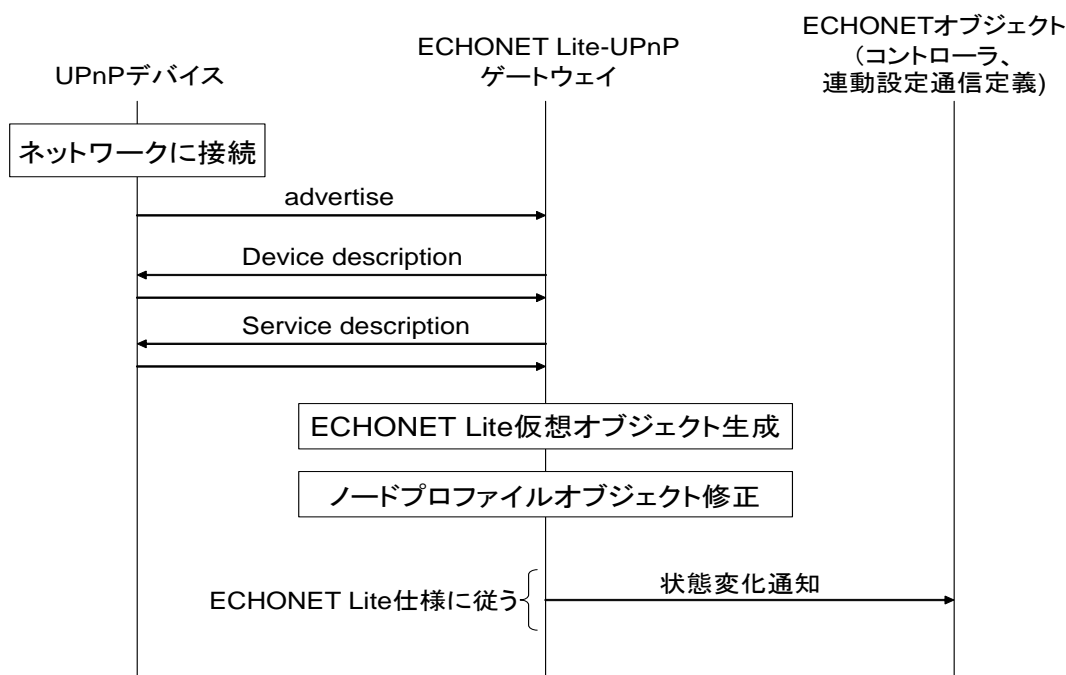 UPnPデバイス
ECHONET Lite-UPnP
ゲートウェイ
ECHONETオブジェクト
(コントローラ、
連動設定通信定義)
ネットワークに接続
advertise
Device description
Service description
ECHONET Lite仮想オブジェクト生成
ノードプロファイルオブジェクト修正
ECHONET Lite仕様に従う
状態変化通知